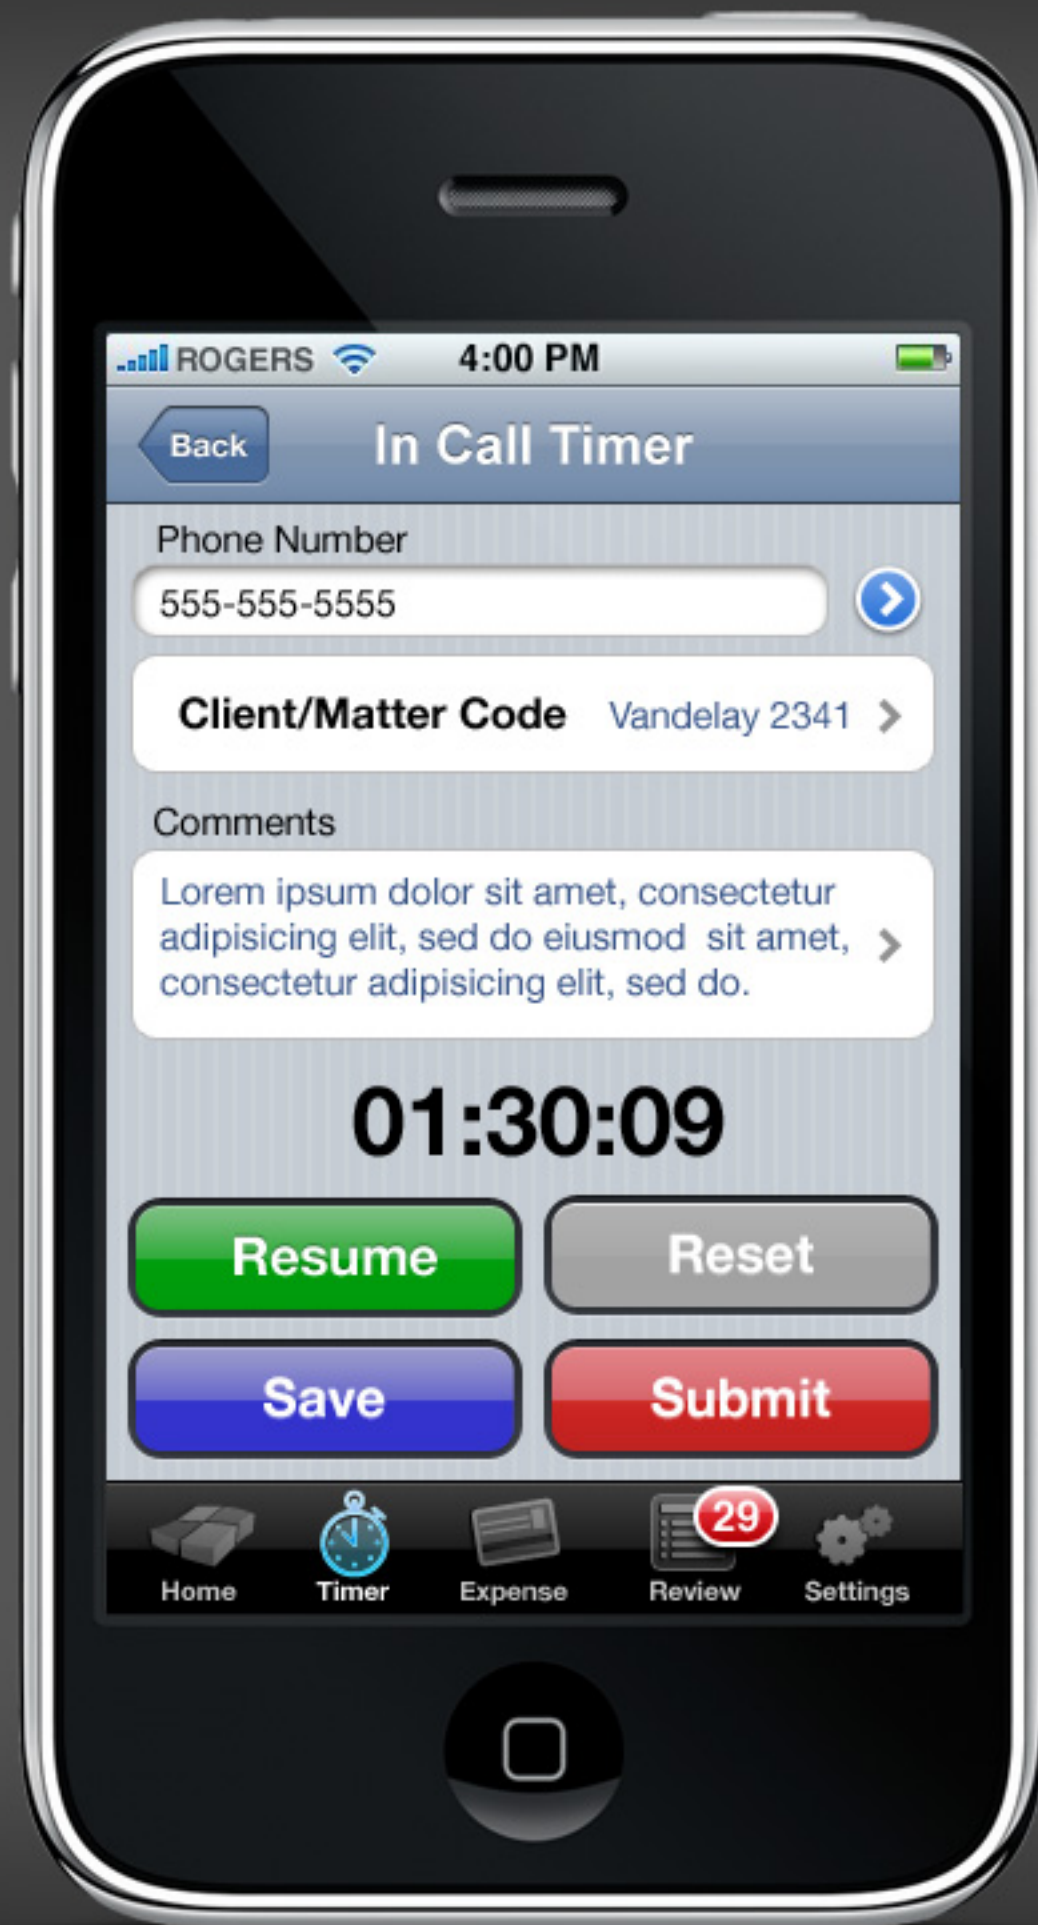 ROGERS 4:00 PM
Back In Call Timer
Phone Number
555-555-5555
Client/Matter Code Vandelay 2341
Comments
Lorem ipsum dolor sit amet, consectetur
adipisicing elit, sed do eiusmod sit amet,
consectetur adipisicing elit, sed do.
01:30:09
Resume Reset
Save Submit
29
Home Timer Expense Review Settings